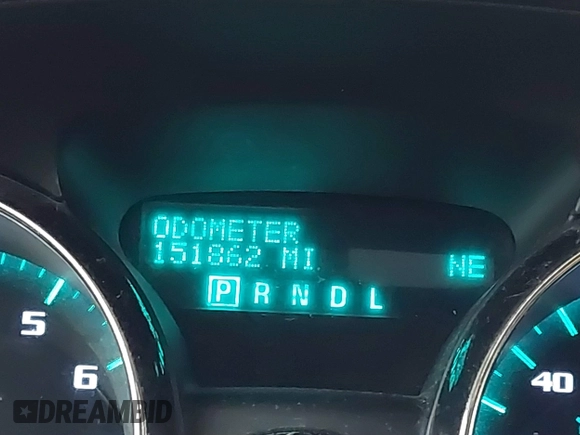 ODOMETER
151862 MI NE
P R N D L
5
6
40
DREAMBID